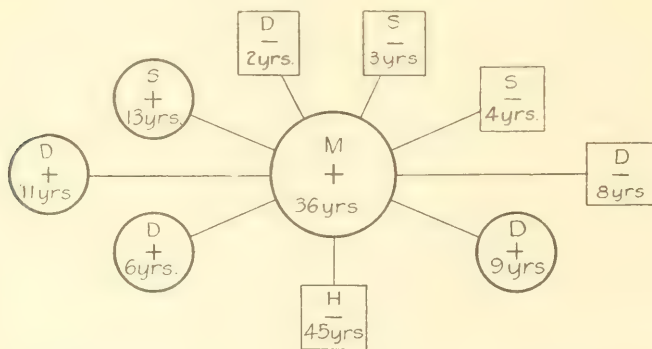 D
–
2yrs.
S
–
3yrs
S
+
13yrs.
S
–
4yrs.
D
+
11yrs
M
+
36yrs
D
–
8yrs
D
+
6yrs.
D
+
9yrs
H
–
45yrs